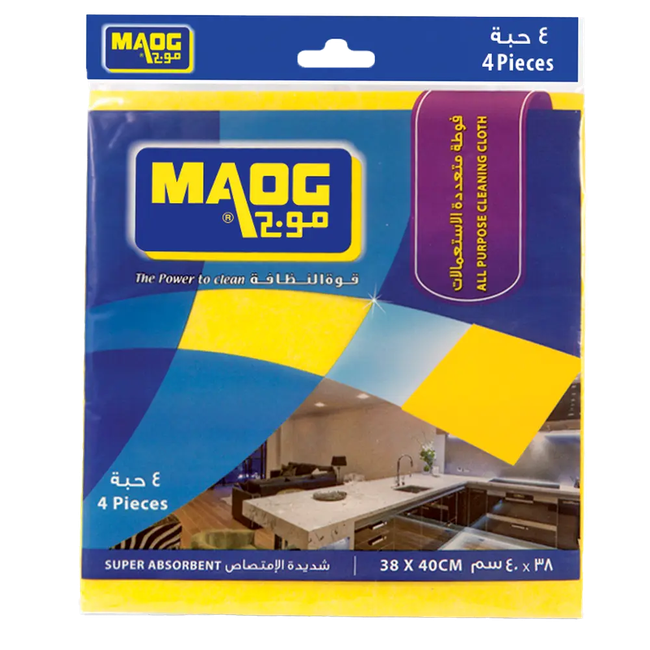 MAOG
موج
٤ حبة
4 Pieces
فوطة متعددة الاستعمالات
ALL PURPOSE CLEANING CLOTH
MAOG
® موج
The Power to clean قوة النظافة
٤ حبة
4 Pieces
SUPER ABSORBENT شديدة الإمتصاص
38 X 40CM ٣٨ x ٤٠ سم